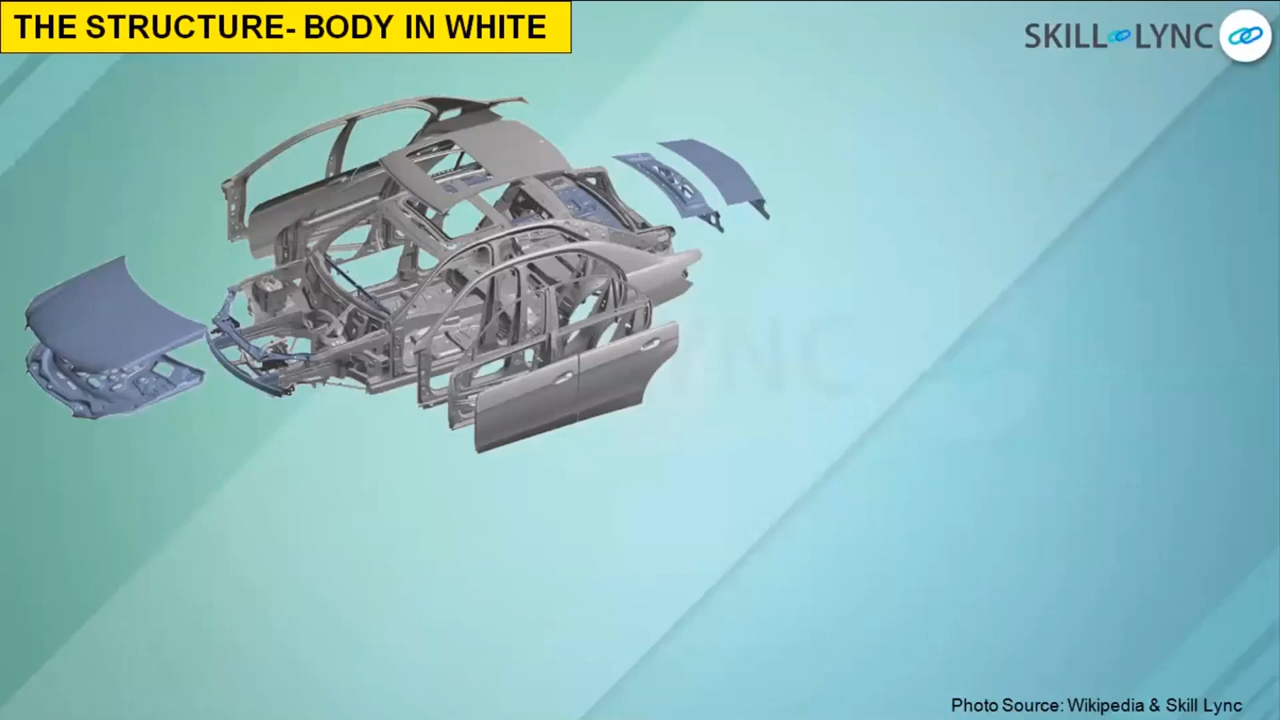 THE STRUCTURE- BODY IN WHITE
SKILL LYNC
Photo Source: Wikipedia & Skill Lync